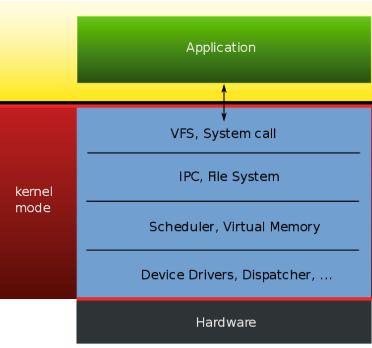 Application
VFS, System call
IPC, File System
kernel
mode
Scheduler, Virtual Memory
Device Drivers, Dispatcher, ...
Hardware